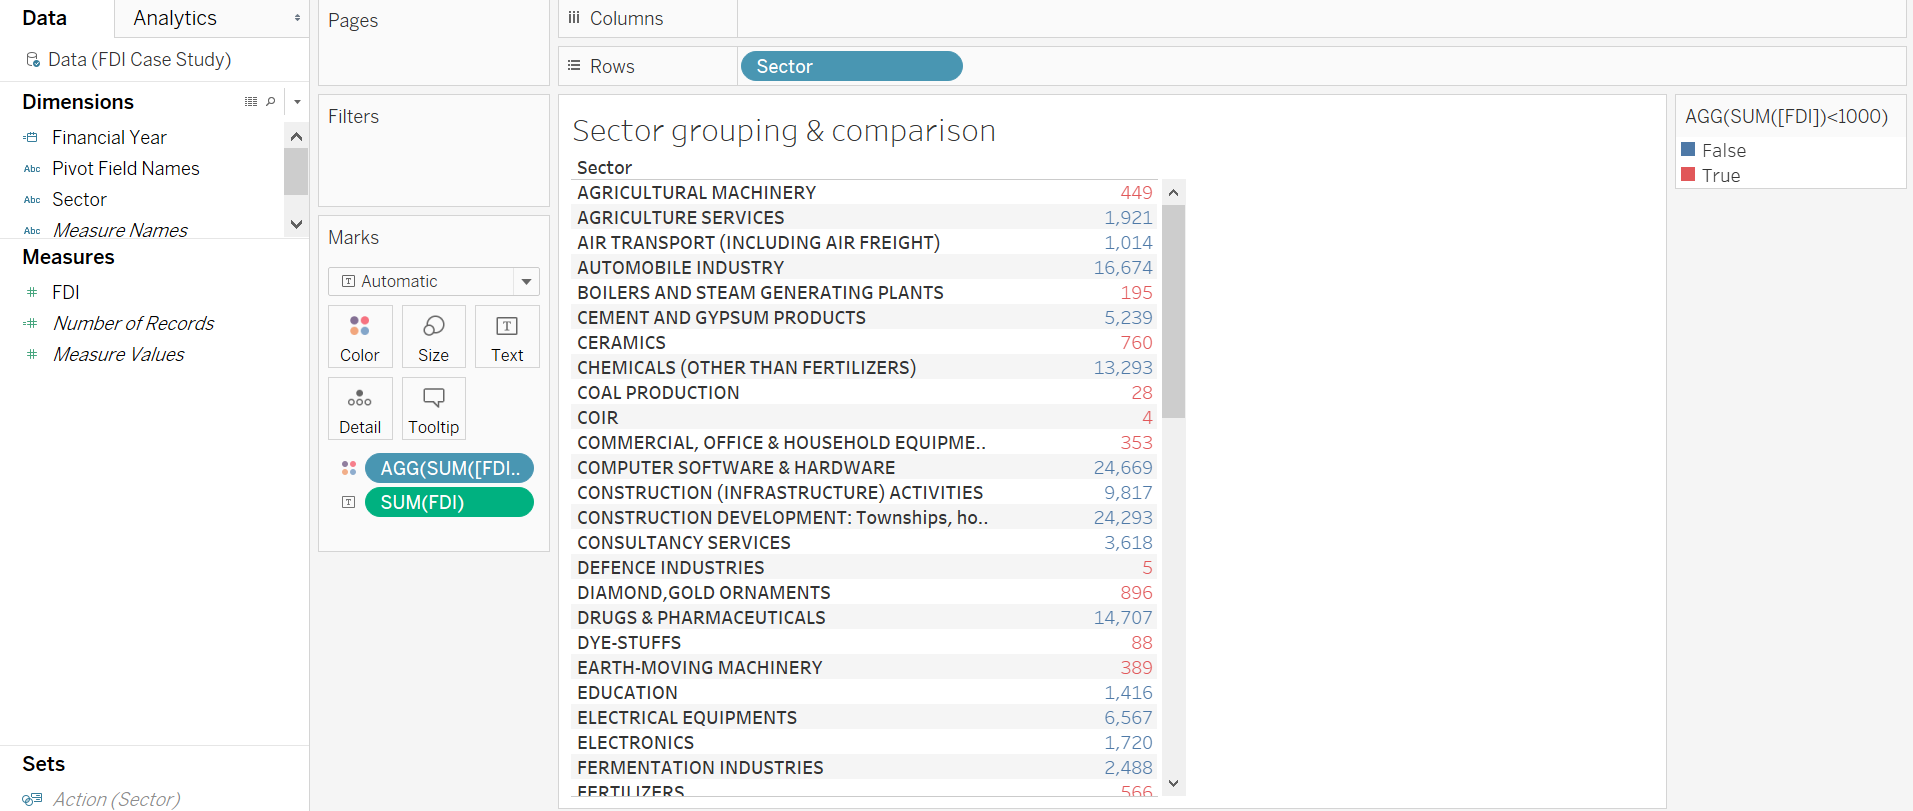 Data
Analytics
Data (FDI Case Study)
Dimensions
Financial Year
Abc Pivot Field Names
Abc Sector
Abc Measure Names
Measures
# FDI
=# Number of Records
# Measure Values
Sets
Action (Sector)
Pages
Filters
Marks
T Automatic
Color Size T Text
Detail Tooltip
AGG(SUM([FDI..
T SUM(FDI)
Columns
Rows Sector
Sector grouping & comparison
Sector
AGRICULTURAL MACHINERY 449
AGRICULTURE SERVICES 1,921
AIR TRANSPORT (INCLUDING AIR FREIGHT) 1,014
AUTOMOBILE INDUSTRY 16,674
BOILERS AND STEAM GENERATING PLANTS 195
CEMENT AND GYPSUM PRODUCTS 5,239
CERAMICS 760
CHEMICALS (OTHER THAN FERTILIZERS) 13,293
COAL PRODUCTION 28
COIR 4
COMMERCIAL, OFFICE & HOUSEHOLD EQUIPME.. 353
COMPUTER SOFTWARE & HARDWARE 24,669
CONSTRUCTION (INFRASTRUCTURE) ACTIVITIES 9,817
CONSTRUCTION DEVELOPMENT: Townships, ho.. 24,293
CONSULTANCY SERVICES 3,618
DEFENCE INDUSTRIES 5
DIAMOND,GOLD ORNAMENTS 896
DRUGS & PHARMACEUTICALS 14,707
DYE-STUFFS 88
EARTH-MOVING MACHINERY 389
EDUCATION 1,416
ELECTRICAL EQUIPMENTS 6,567
ELECTRONICS 1,720
FERMENTATION INDUSTRIES 2,488
FERTILIZERS 566
AGG(SUM([FDI])<1000)
False
True